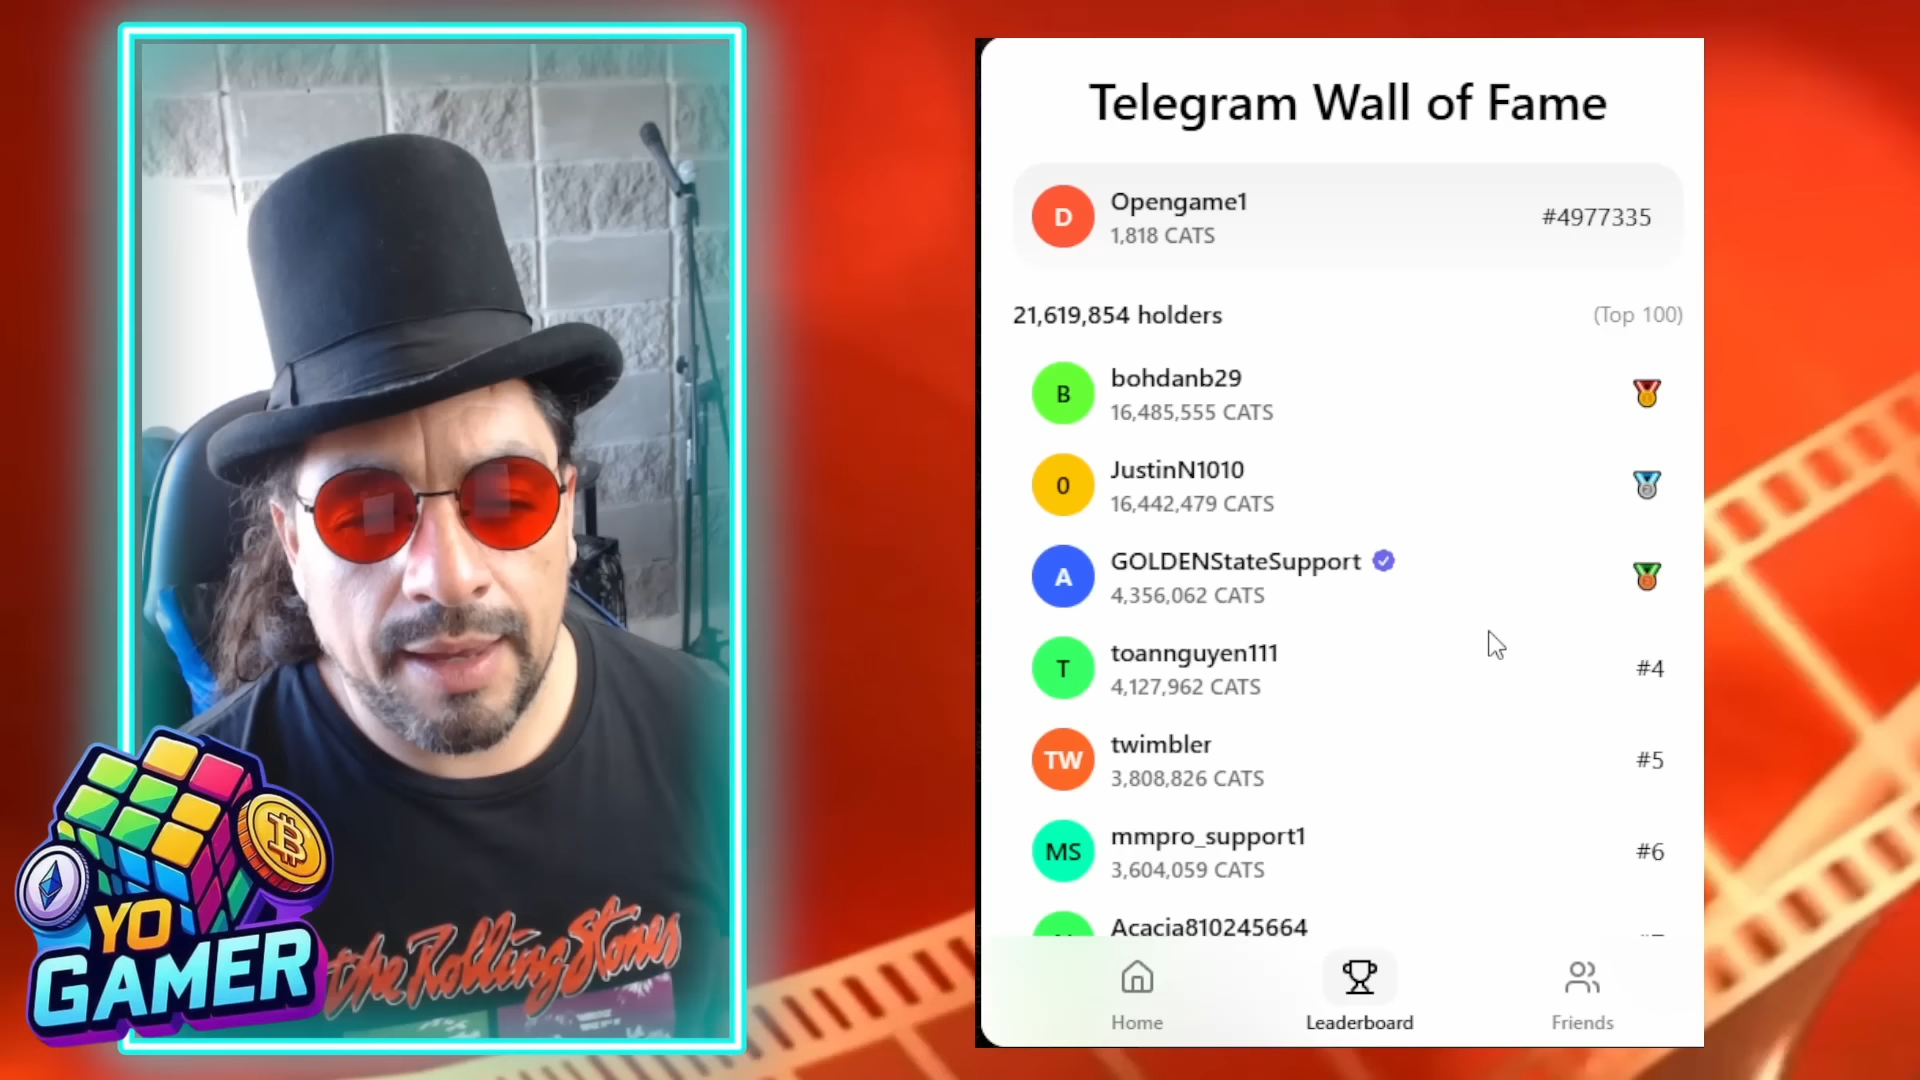 YO
GAMER
the Rolling Stones
Telegram Wall of Fame
D
Opengame1
1,818 CATS
#4977335
21,619,854 holders
(Top 100)
B
bohdanb29
16,485,555 CATS
0
JustinN1010
16,442,479 CATS
A
GOLDENStateSupport
4,356,062 CATS
T
toannguyen111
4,127,962 CATS
#4
TW
twimbler
3,808,826 CATS
#5
MS
mmpro_support1
3,604,059 CATS
#6
Acacia810245664
Home
Leaderboard
Friends